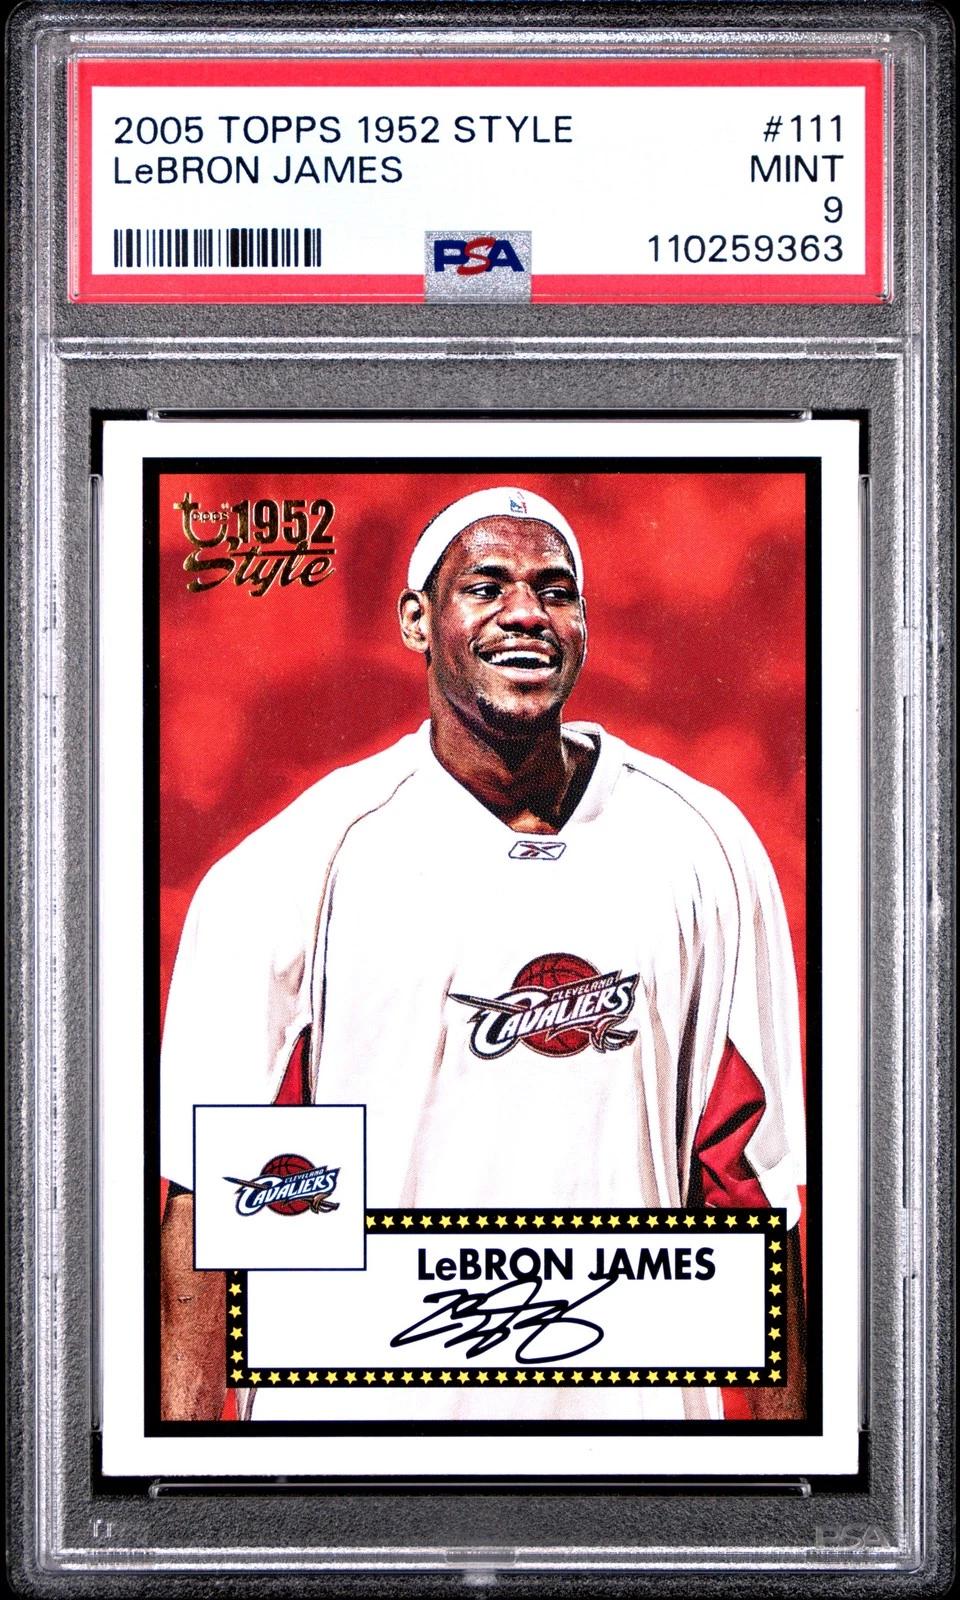 2005 TOPPS 1952 STYLE #111
LeBRON JAMES MINT
9
PSA 110259363
topps 1952
Style
CLEVELAND
CAVALIERS
CLEVELAND
CAVALIERS
LeBRON JAMES
PSA